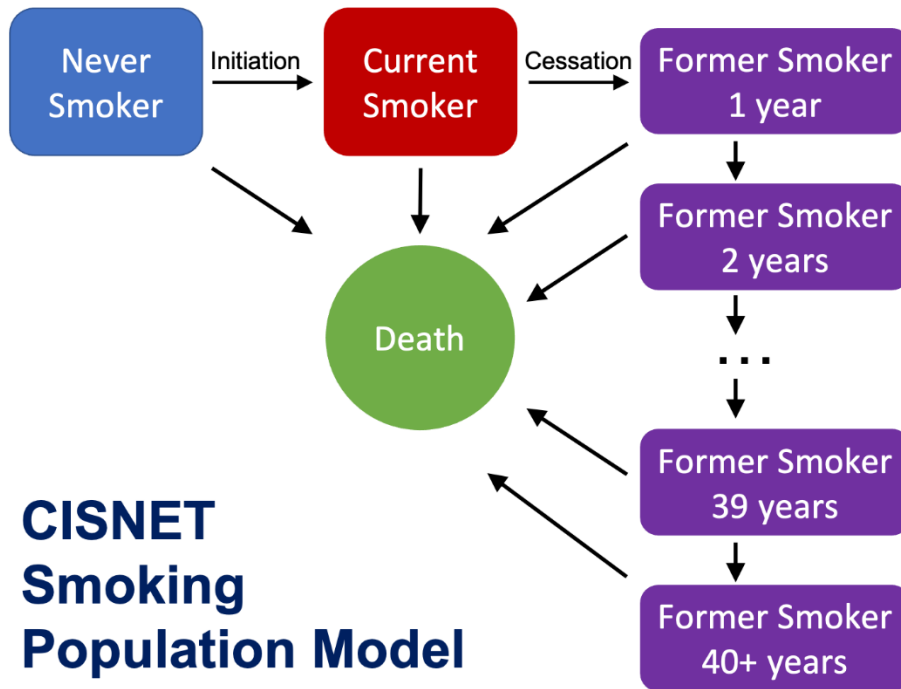 Never
Smoker
Initiation
Current
Smoker
Cessation
Former Smoker
1 year
Former Smoker
2 years
...
Death
Former Smoker
39 years
Former Smoker
40+ years
CISNET
Smoking
Population Model